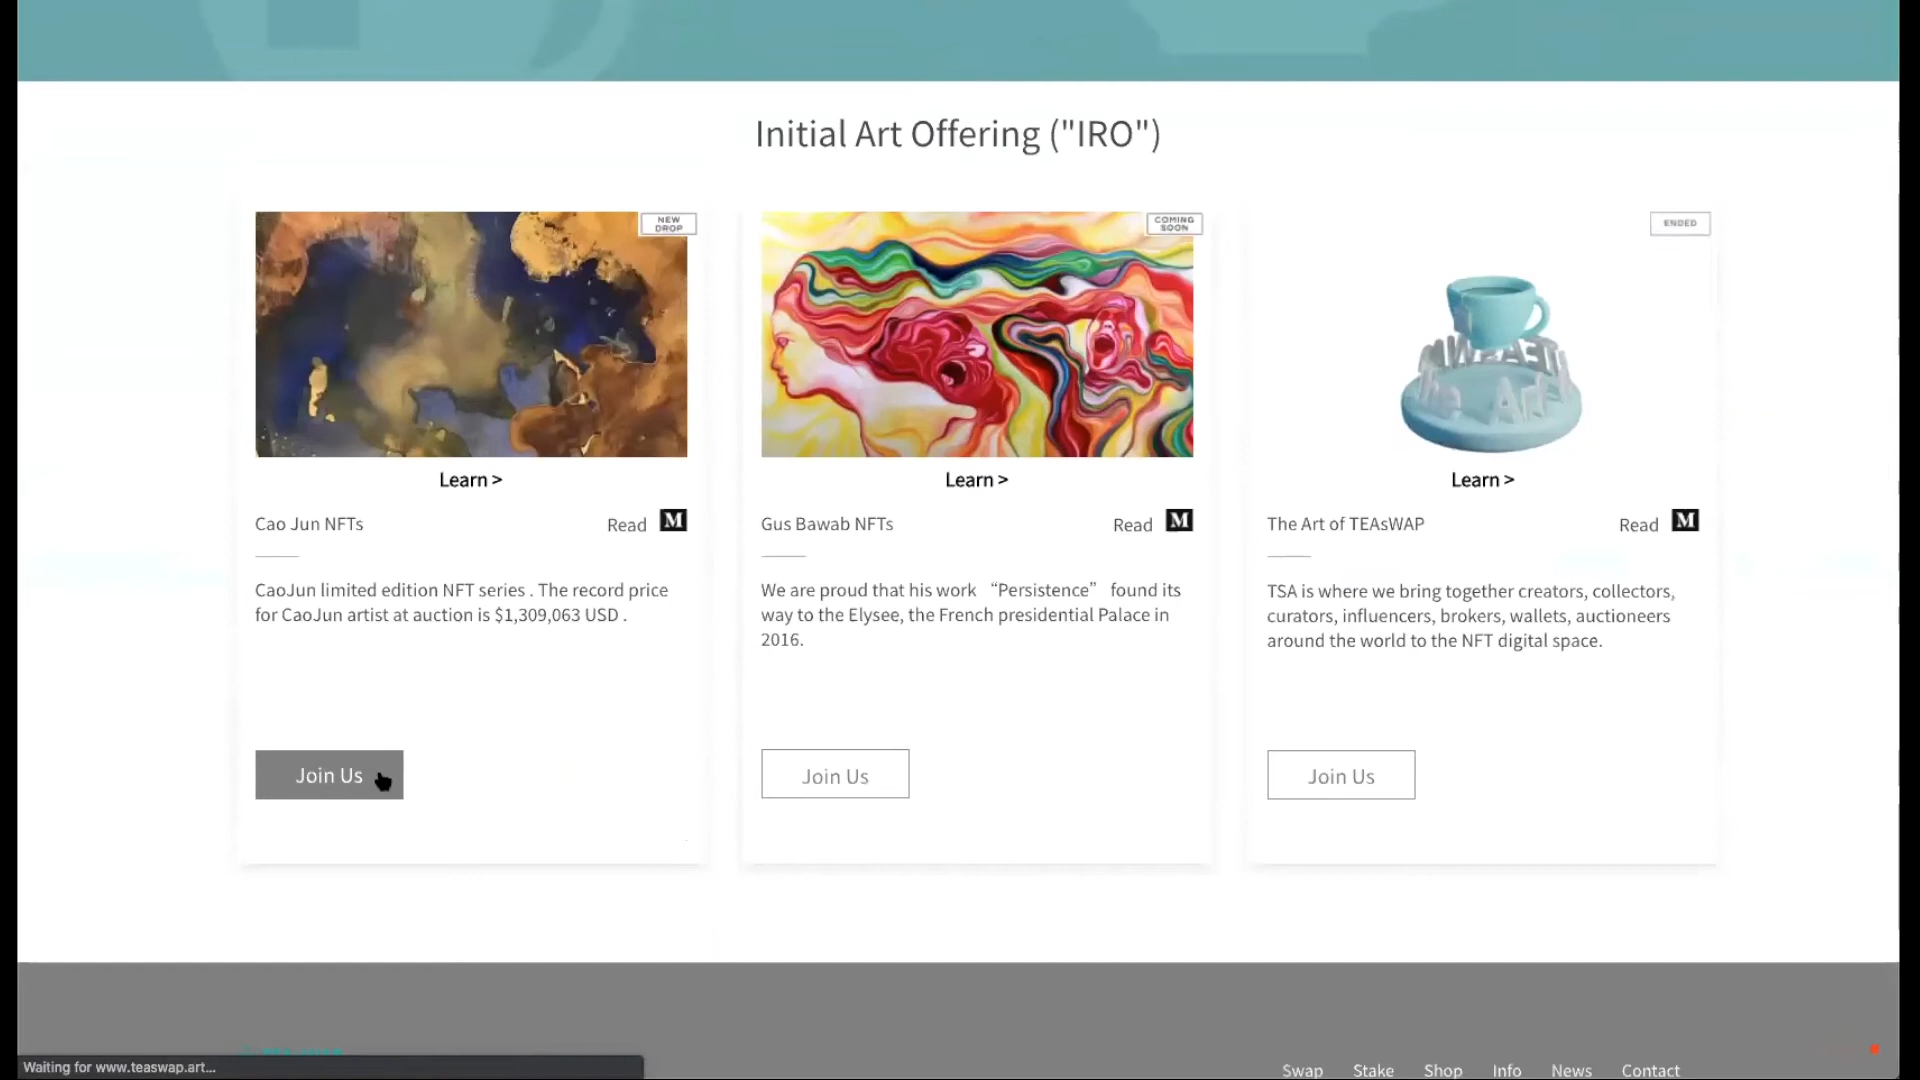 Initial Art Offering ("IRO")
NEW
DROP
Learn >
Cao Jun NFTs
Read M
CaoJun limited edition NFT series . The record price
for CaoJun artist at auction is $1,309,063 USD .
Join Us
COMING
SOON
Learn >
Gus Bawab NFTs
Read M
We are proud that his work “Persistence” found its
way to the Elysee, the French presidential Palace in
2016.
Join Us
ENDED
TEAsWAP
Art
Learn >
The Art of TEAsWAP
Read M
TSA is where we bring together creators, collectors,
curators, influencers, brokers, wallets, auctioneers
around the world to the NFT digital space.
Join Us
Waiting for www.teaswap.art...
Swap Stake Shop Info News Contact